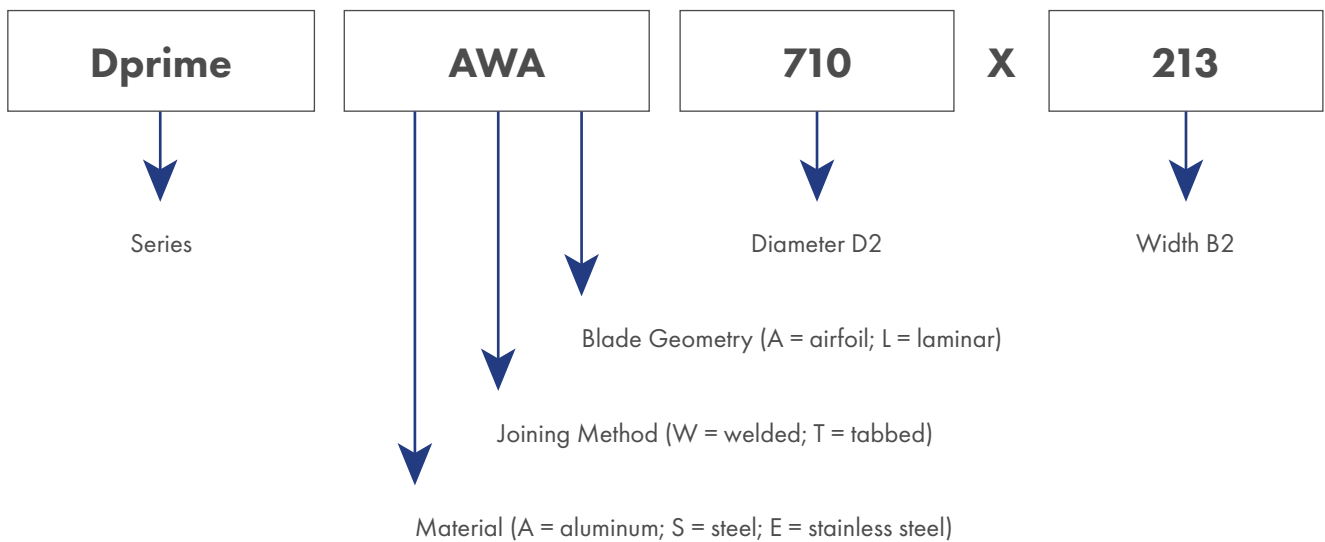 Dprime AWA 710 X 213
Series Diameter D2 Width B2
Blade Geometry (A = airfoil; L = laminar)
Joining Method (W = welded; T = tabbed)
Material (A = aluminum; S = steel; E = stainless steel)